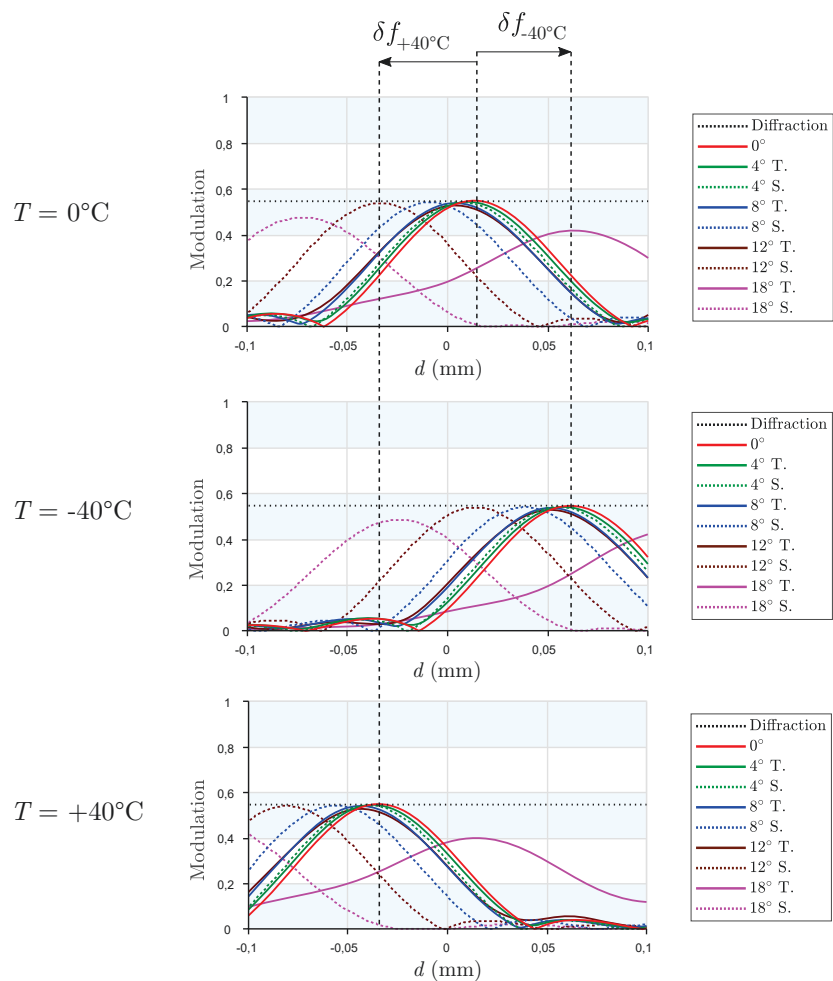 δf+40°C δf-40°C
T = 0°C
Modulation
1
0,8
0,6
0,4
0,2
0
-0,1 -0,05 0 0,05 0,1
d (mm)
Diffraction
0°
4° T.
4° S.
8° T.
8° S.
12° T.
12° S.
18° T.
18° S.
T = -40°C
Modulation
1
0,8
0,6
0,4
0,2
0
-0,1 -0,05 0 0,05 0,1
d (mm)
Diffraction
0°
4° T.
4° S.
8° T.
8° S.
12° T.
12° S.
18° T.
18° S.
T = +40°C
Modulation
1
0,8
0,6
0,4
0,2
0
-0,1 -0,05 0 0,05 0,1
d (mm)
Diffraction
0°
4° T.
4° S.
8° T.
8° S.
12° T.
12° S.
18° T.
18° S.